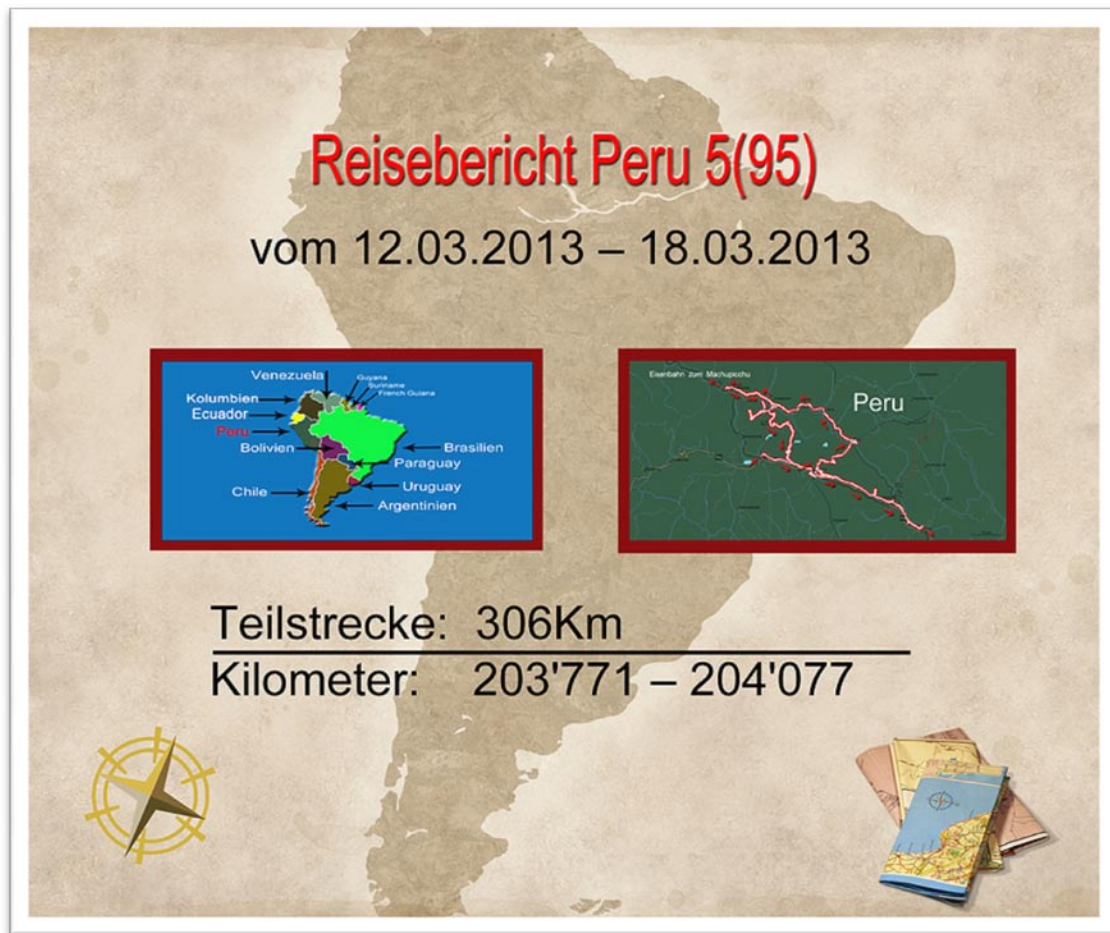 Reisebericht Peru 5(95)
vom 12.03.2013 – 18.03.2013
Venezuela
Guyana
Suriname
French Guiana
Kolumbien
Ecuador
Peru
Bolivien
Brasilien
Paraguay
Uruguay
Chile
Argentinien
Eisenbahn zum Machupicchu
Peru
Teilstrecke: 306Km
Kilometer: 203'771 – 204'077